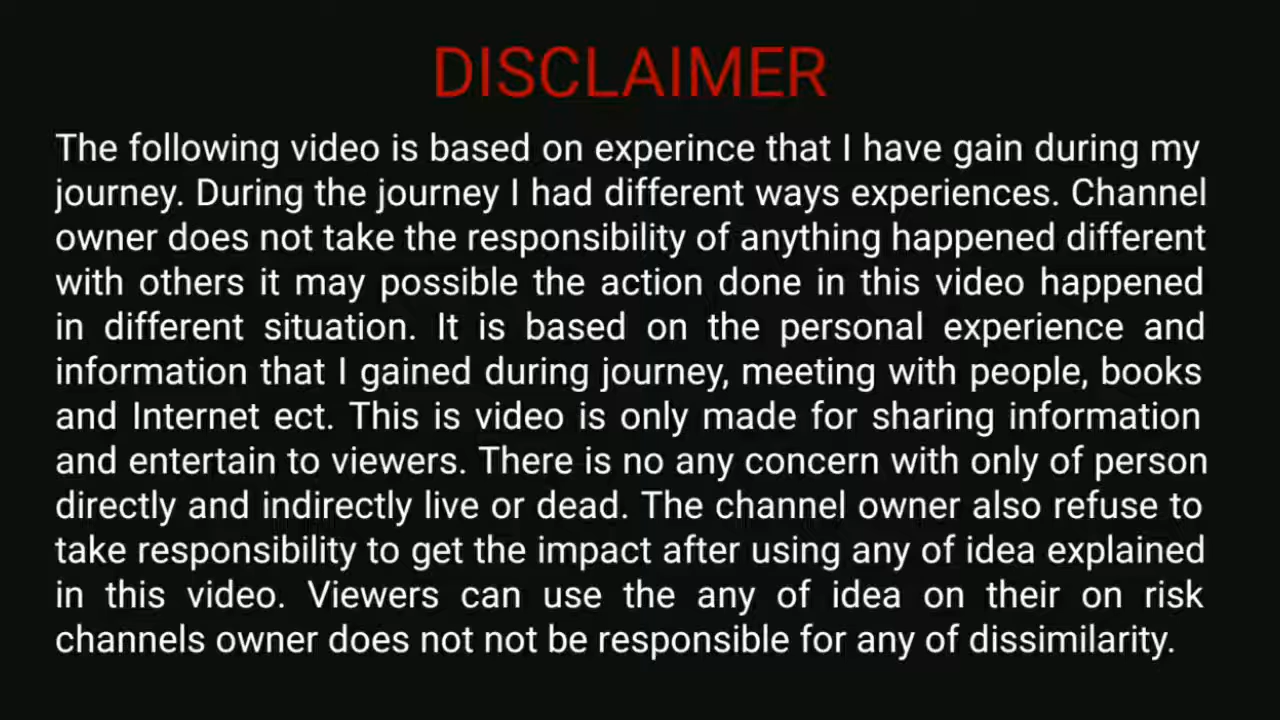 DISCLAIMER
The following video is based on experince that I have gain during my
journey. During the journey I had different ways experiences. Channel
owner does not take the responsibility of anything happened different
with others it may possible the action done in this video happened
in different situation. It is based on the personal experience and
information that I gained during journey, meeting with people, books
and Internet ect. This is video is only made for sharing information
and entertain to viewers. There is no any concern with only of person
directly and indirectly live or dead. The channel owner also refuse to
take responsibility to get the impact after using any of idea explained
in this video. Viewers can use the any of idea on their on risk
channels owner does not not be responsible for any of dissimilarity.